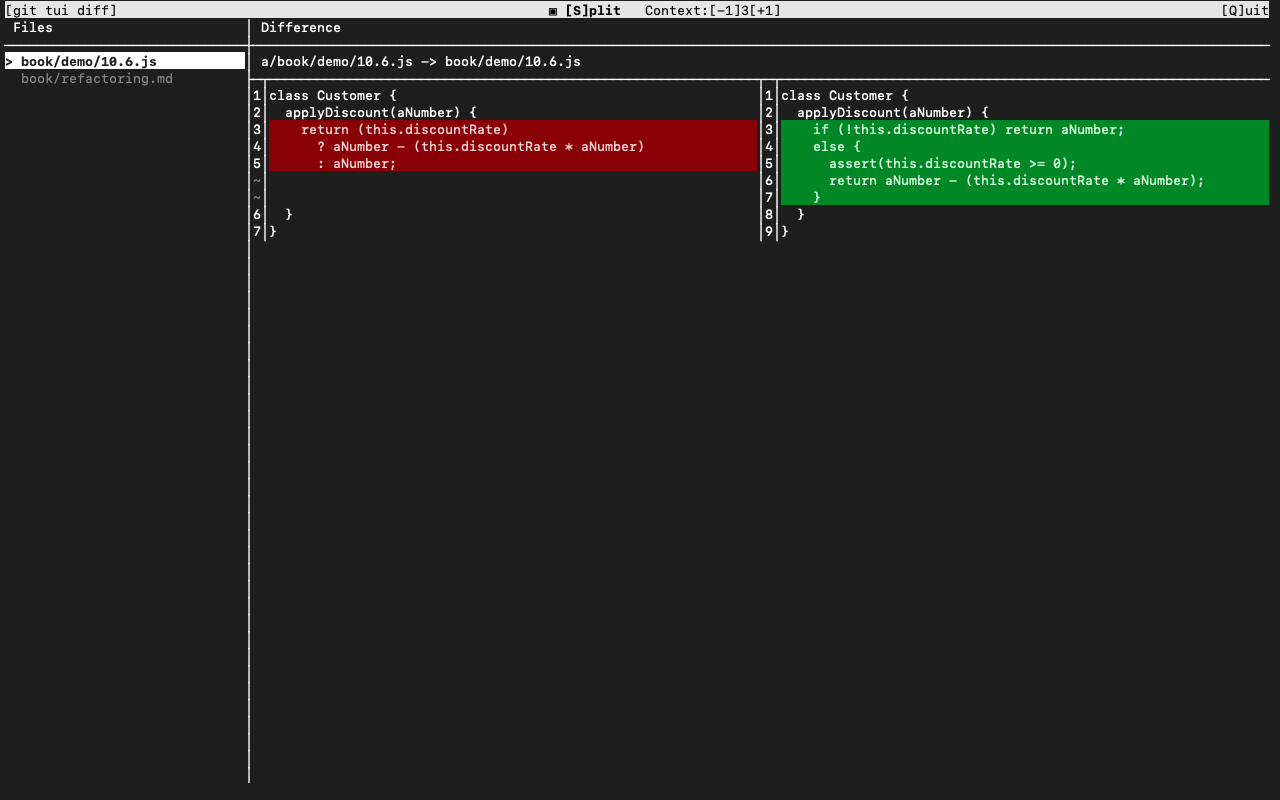 [git tui diff] ▣ [S]plit Context:[-1]3[+1] [Q]uit
Files
> book/demo/10.6.js
book/refactoring.md
Difference
a/book/demo/10.6.js -> book/demo/10.6.js
1 class Customer {
2   applyDiscount(aNumber) {
3     return (this.discountRate)
4       ? aNumber - (this.discountRate * aNumber)
5       : aNumber;
~
~
6   }
7 }
1 class Customer {
2   applyDiscount(aNumber) {
3     if (!this.discountRate) return aNumber;
4     else {
5       assert(this.discountRate >= 0);
6       return aNumber - (this.discountRate * aNumber);
7     }
8   }
9 }